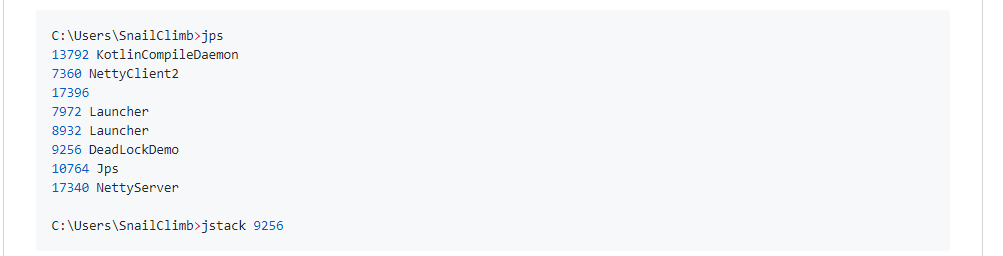 C:\Users\SnailClimb>jps
13792 KotlinCompileDaemon
7360 NettyClient2
17396
7972 Launcher
8932 Launcher
9256 DeadLockDemo
10764 Jps
17340 NettyServer
C:\Users\SnailClimb>jstack 9256